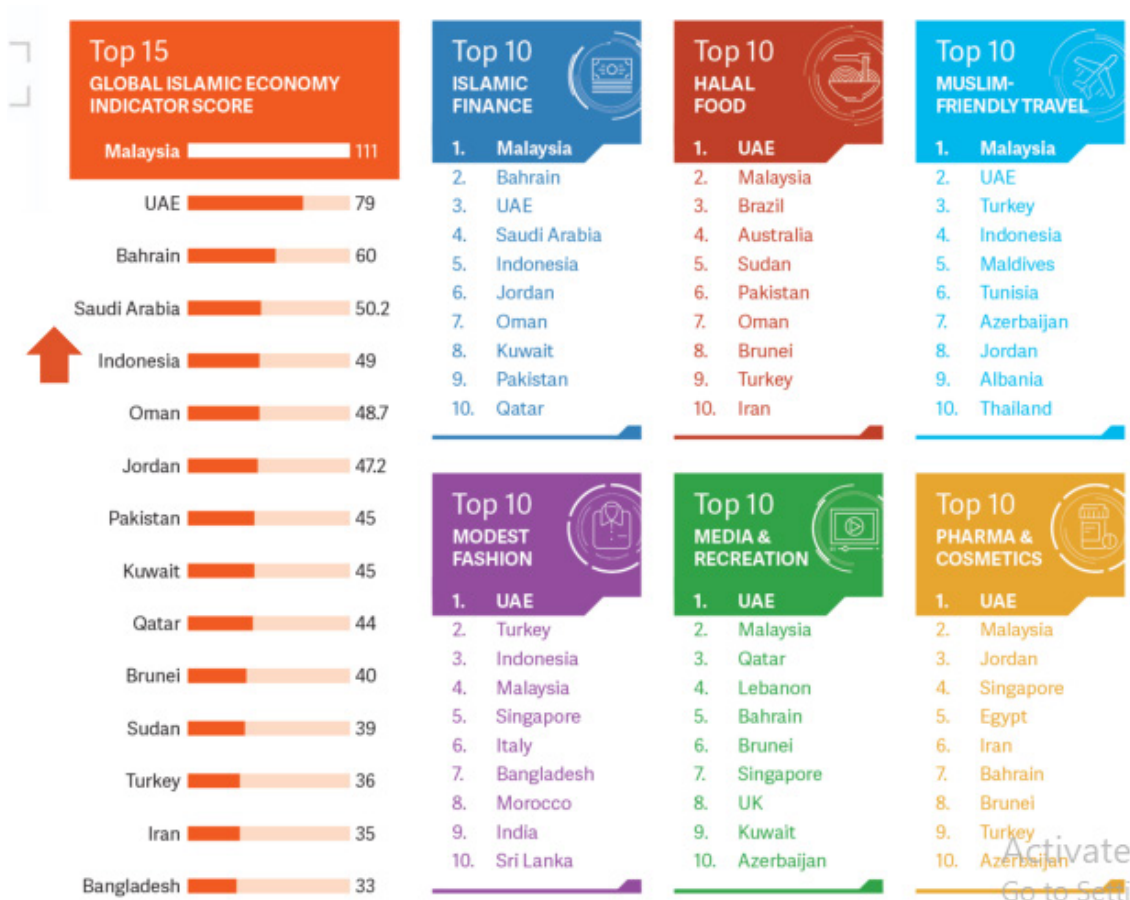 Top 15
GLOBAL ISLAMIC ECONOMY
INDICATOR SCORE
Malaysia 111
UAE 79
Bahrain 60
Saudi Arabia 50.2
Indonesia 49
Oman 48.7
Jordan 47.2
Pakistan 45
Kuwait 45
Qatar 44
Brunei 40
Sudan 39
Turkey 36
Iran 35
Bangladesh 33
Top 10
ISLAMIC
FINANCE
1. Malaysia
2. Bahrain
3. UAE
4. Saudi Arabia
5. Indonesia
6. Jordan
7. Oman
8. Kuwait
9. Pakistan
10. Qatar
Top 10
HALAL
FOOD
1. UAE
2. Malaysia
3. Brazil
4. Australia
5. Sudan
6. Pakistan
7. Oman
8. Brunei
9. Turkey
10. Iran
Top 10
MUSLIM-
FRIENDLY TRAVEL
1. Malaysia
2. UAE
3. Turkey
4. Indonesia
5. Maldives
6. Tunisia
7. Azerbaijan
8. Jordan
9. Albania
10. Thailand
Top 10
MODEST
FASHION
1. UAE
2. Turkey
3. Indonesia
4. Malaysia
5. Singapore
6. Italy
7. Bangladesh
8. Morocco
9. India
10. Sri Lanka
Top 10
MEDIA &
RECREATION
1. UAE
2. Malaysia
3. Qatar
4. Lebanon
5. Bahrain
6. Brunei
7. Singapore
8. UK
9. Kuwait
10. Azerbaijan
Top 10
PHARMA &
COSMETICS
1. UAE
2. Malaysia
3. Jordan
4. Singapore
5. Egypt
6. Iran
7. Bahrain
8. Brunei
9. Turkey
10. Azerbaijan
Activate
Go to